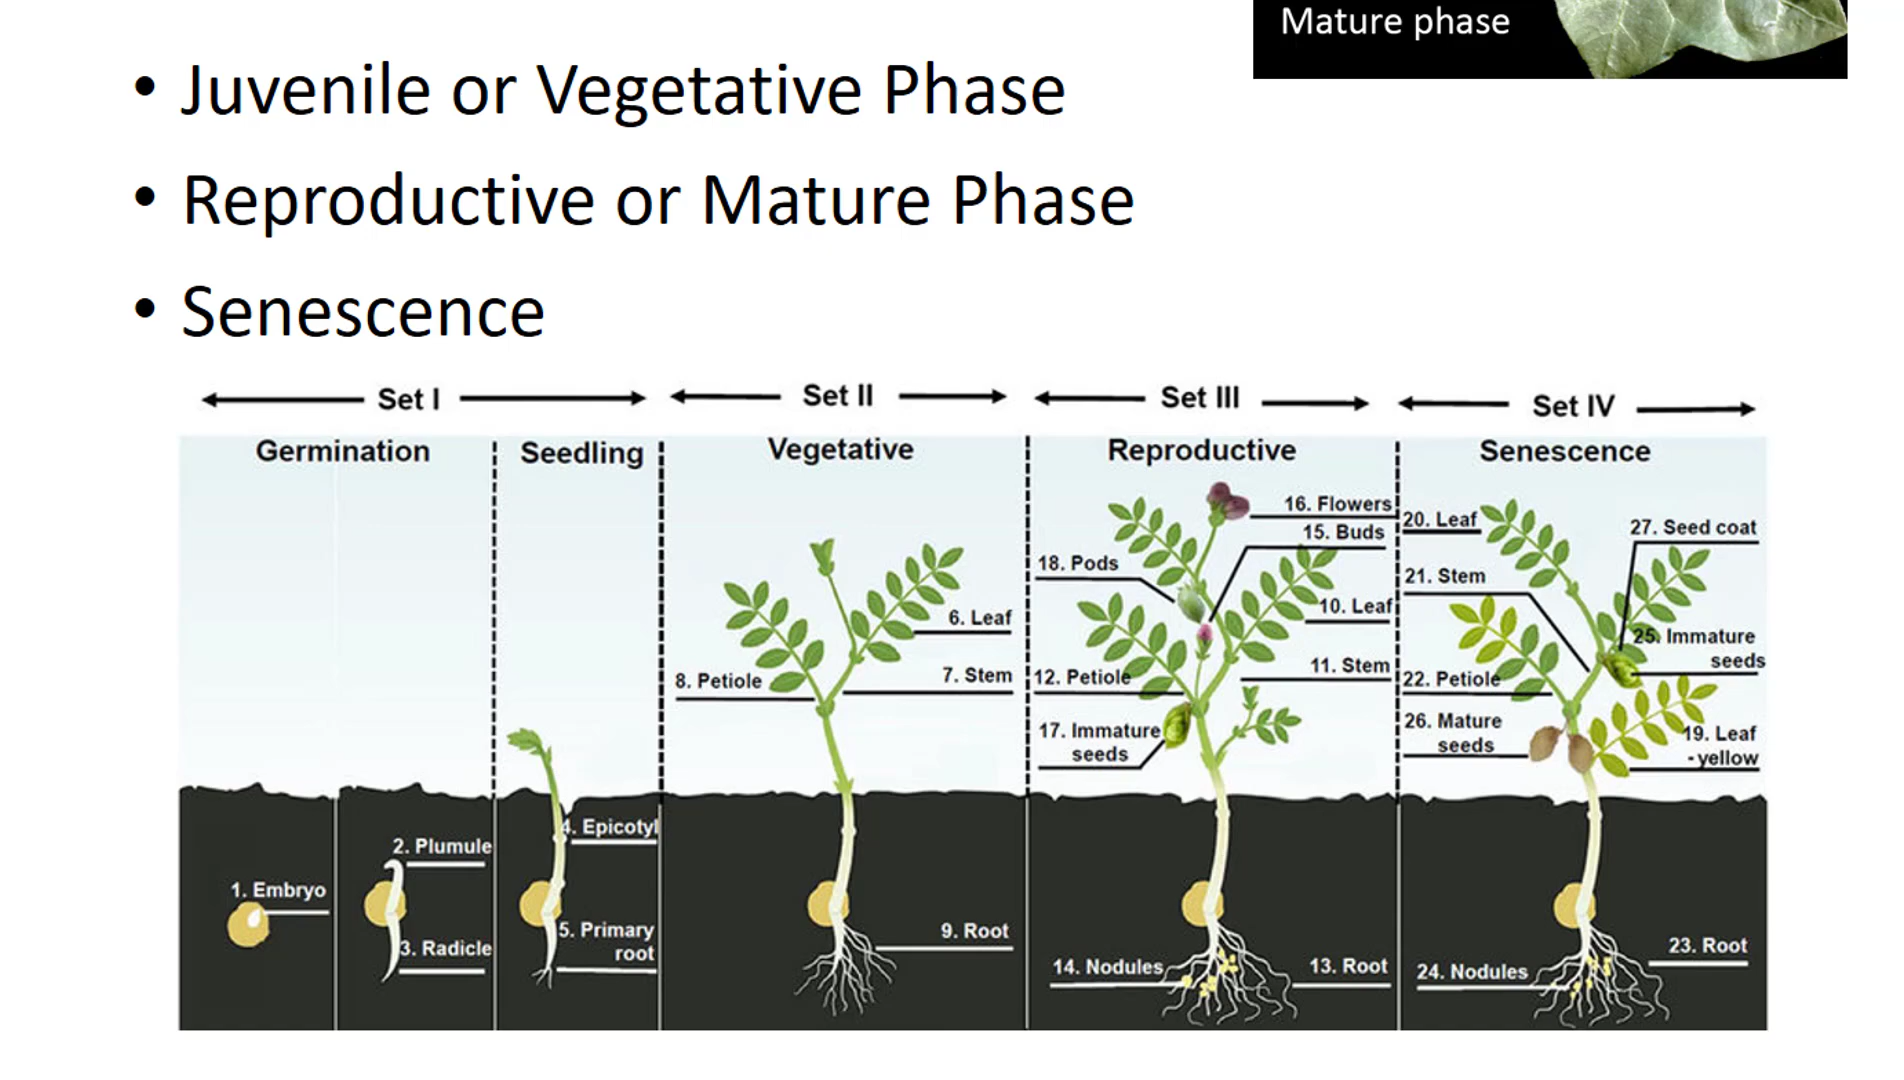 Mature phase
• Juvenile or Vegetative Phase
• Reproductive or Mature Phase
• Senescence
Set I
Set II
Set III
Set IV
Germination
Seedling
Vegetative
Reproductive
Senescence
1. Embryo
2. Plumule
3. Radicle
4. Epicotyl
5. Primary
root
6. Leaf
7. Stem
8. Petiole
9. Root
16. Flowers
15. Buds
18. Pods
10. Leaf
11. Stem
12. Petiole
17. Immature
seeds
14. Nodules
13. Root
20. Leaf
27. Seed coat
21. Stem
25. Immature
seeds
22. Petiole
26. Mature
seeds
19. Leaf
- yellow
23. Root
24. Nodules